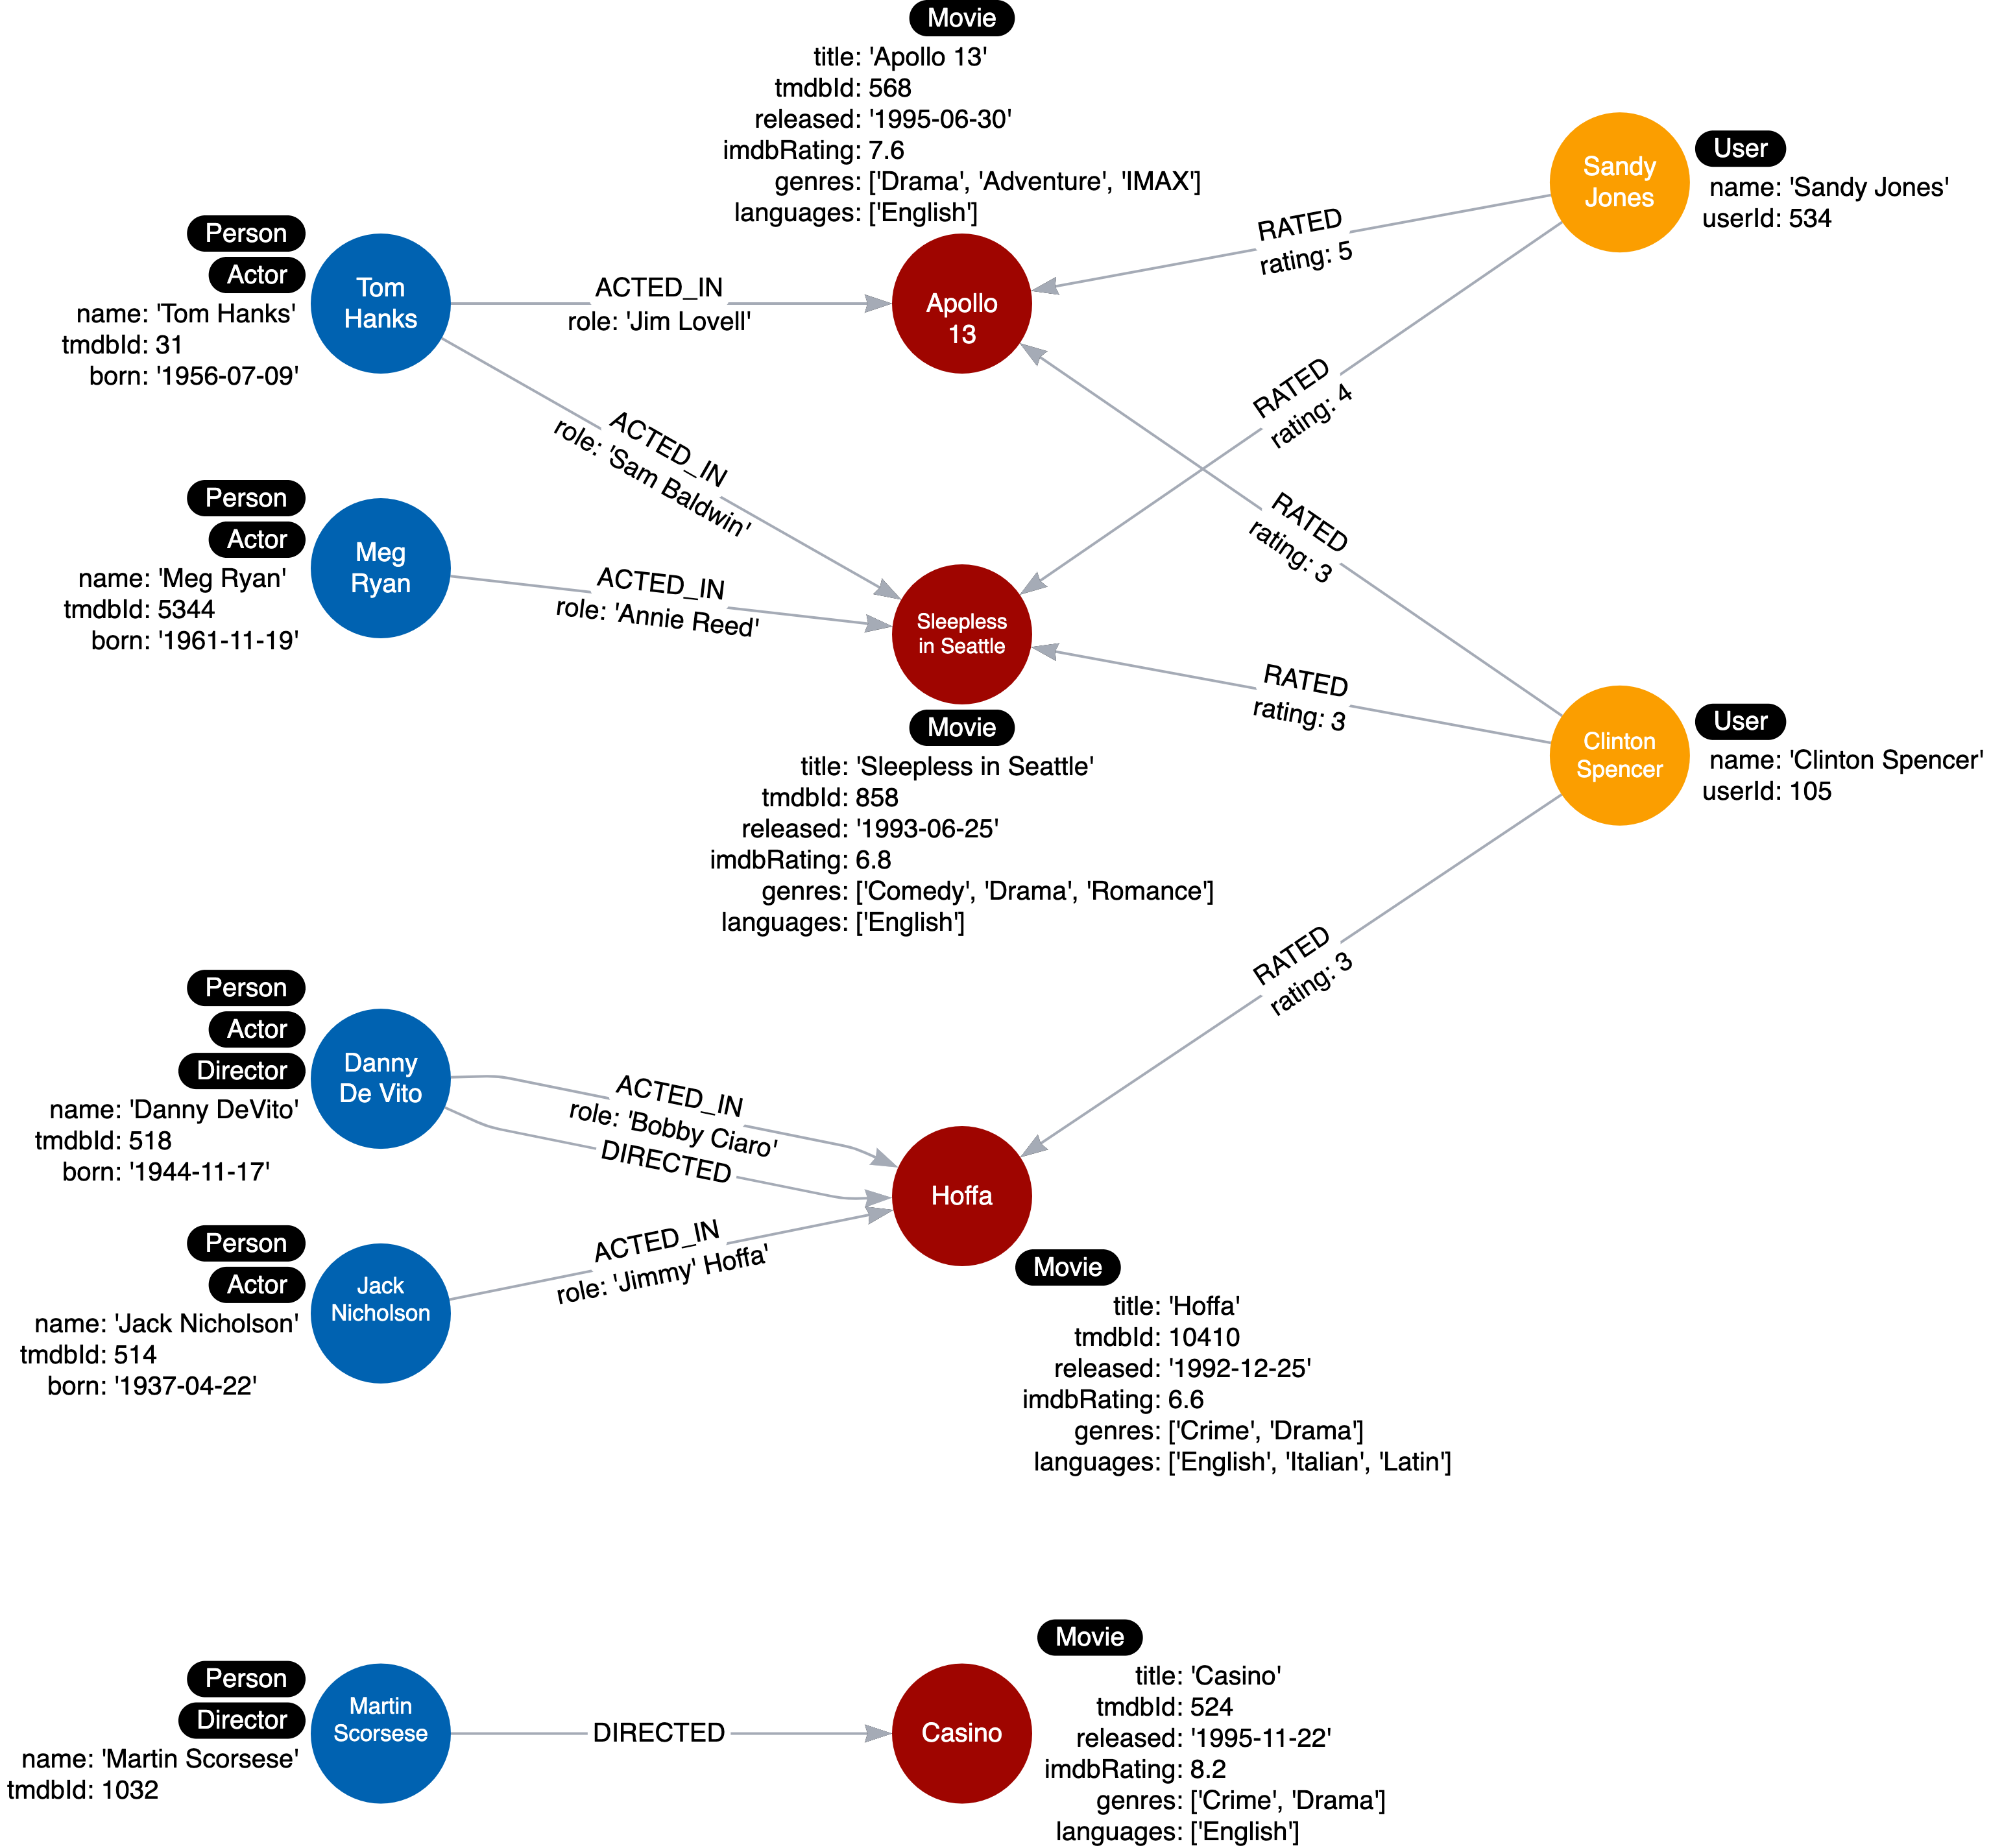 Movie
title: 'Apollo 13'
tmdbId: 568
released: '1995-06-30'
imdbRating: 7.6
genres: ['Drama', 'Adventure', 'IMAX']
languages: ['English']
Sandy
Jones
User
name: 'Sandy Jones'
userId: 534
Person
Actor
name: 'Tom Hanks'
tmdbId: 31
born: '1956-07-09'
Tom
Hanks
ACTED_IN
role: 'Jim Lovell'
Apollo
13
RATED
rating: 5
RATED
rating: 4
ACTED_IN
role: 'Sam Baldwin'
RATED
rating: 3
Person
Actor
name: 'Meg Ryan'
tmdbId: 5344
born: '1961-11-19'
Meg
Ryan
ACTED_IN
role: 'Annie Reed'
Sleepless
in Seattle
RATED
rating: 3
Movie
title: 'Sleepless in Seattle'
tmdbId: 858
released: '1993-06-25'
imdbRating: 6.8
genres: ['Comedy', 'Drama', 'Romance']
languages: ['English']
Clinton
Spencer
User
name: 'Clinton Spencer'
userId: 105
RATED
rating: 3
Person
Actor
Director
name: 'Danny DeVito'
tmdbId: 518
born: '1944-11-17'
Danny
De Vito
ACTED_IN
role: 'Bobby Ciaro'
DIRECTED
Hoffa
Person
Actor
name: 'Jack Nicholson'
tmdbId: 514
born: '1937-04-22'
Jack
Nicholson
ACTED_IN
role: 'Jimmy' Hoffa'
Movie
title: 'Hoffa'
tmdbId: 10410
released: '1992-12-25'
imdbRating: 6.6
genres: ['Crime', 'Drama']
languages: ['English', 'Italian', 'Latin']
Person
Director
name: 'Martin Scorsese'
tmdbId: 1032
Martin
Scorsese
DIRECTED
Casino
Movie
title: 'Casino'
tmdbId: 524
released: '1995-11-22'
imdbRating: 8.2
genres: ['Crime', 'Drama']
languages: ['English']